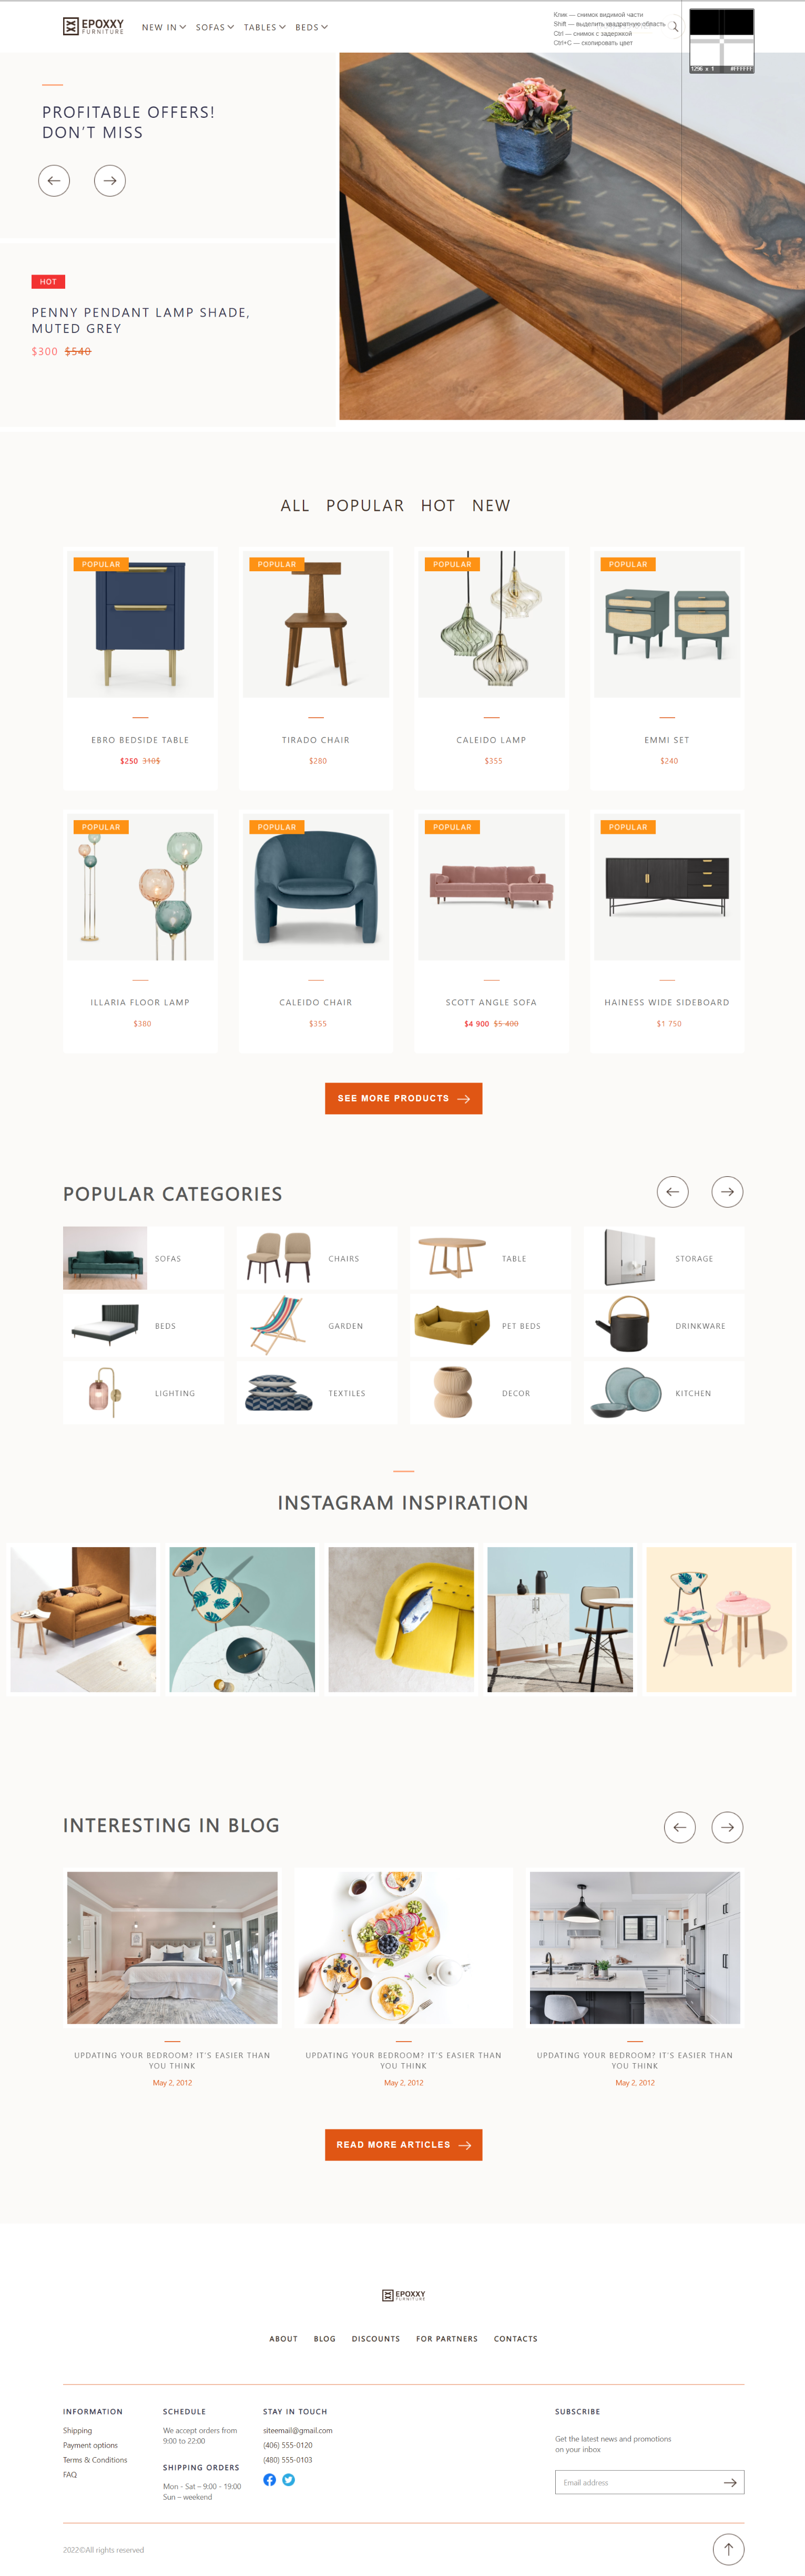 EPOXXY
FURNITURE
NEW IN SOFAS TABLES BEDS
Клик — снимок видимой части
Shift — выделить квадратную область
Ctrl — снимок с задержкой
Ctrl+C — скопировать цвет
1296 x 1 #FFFFFF
PROFITABLE OFFERS!
DON'T MISS
HOT
PENNY PENDANT LAMP SHADE,
MUTED GREY
$300 $540
ALL POPULAR HOT NEW
POPULAR POPULAR POPULAR POPULAR
EBRO BEDSIDE TABLE TIRADO CHAIR CALEIDO LAMP EMMI SET
$250 310$ $280 $355 $240
POPULAR POPULAR POPULAR POPULAR
ILLARIA FLOOR LAMP CALEIDO CHAIR SCOTT ANGLE SOFA HAINESS WIDE SIDEBOARD
$380 $355 $4 900 $5 400 $1 750
SEE MORE PRODUCTS
POPULAR CATEGORIES
SOFAS CHAIRS TABLE STORAGE
BEDS GARDEN PET BEDS DRINKWARE
LIGHTING TEXTILES DECOR KITCHEN
INSTAGRAM INSPIRATION
INTERESTING IN BLOG
UPDATING YOUR BEDROOM? IT'S EASIER THAN
YOU THINK
May 2, 2012
UPDATING YOUR BEDROOM? IT'S EASIER THAN
YOU THINK
May 2, 2012
UPDATING YOUR BEDROOM? IT'S EASIER THAN
YOU THINK
May 2, 2012
READ MORE ARTICLES
EPOXXY
FURNITURE
ABOUT BLOG DISCOUNTS FOR PARTNERS CONTACTS
INFORMATION
Shipping
Payment options
Terms & Conditions
FAQ
SCHEDULE
We accept orders from
9:00 to 22:00
SHIPPING ORDERS
Mon - Sat – 9:00 - 19:00
Sun – weekend
STAY IN TOUCH
siteemail@gmail.com
(406) 555-0120
(480) 555-0103
SUBSCRIBE
Get the latest news and promotions
on your inbox
Email address
2022©All rights reserved